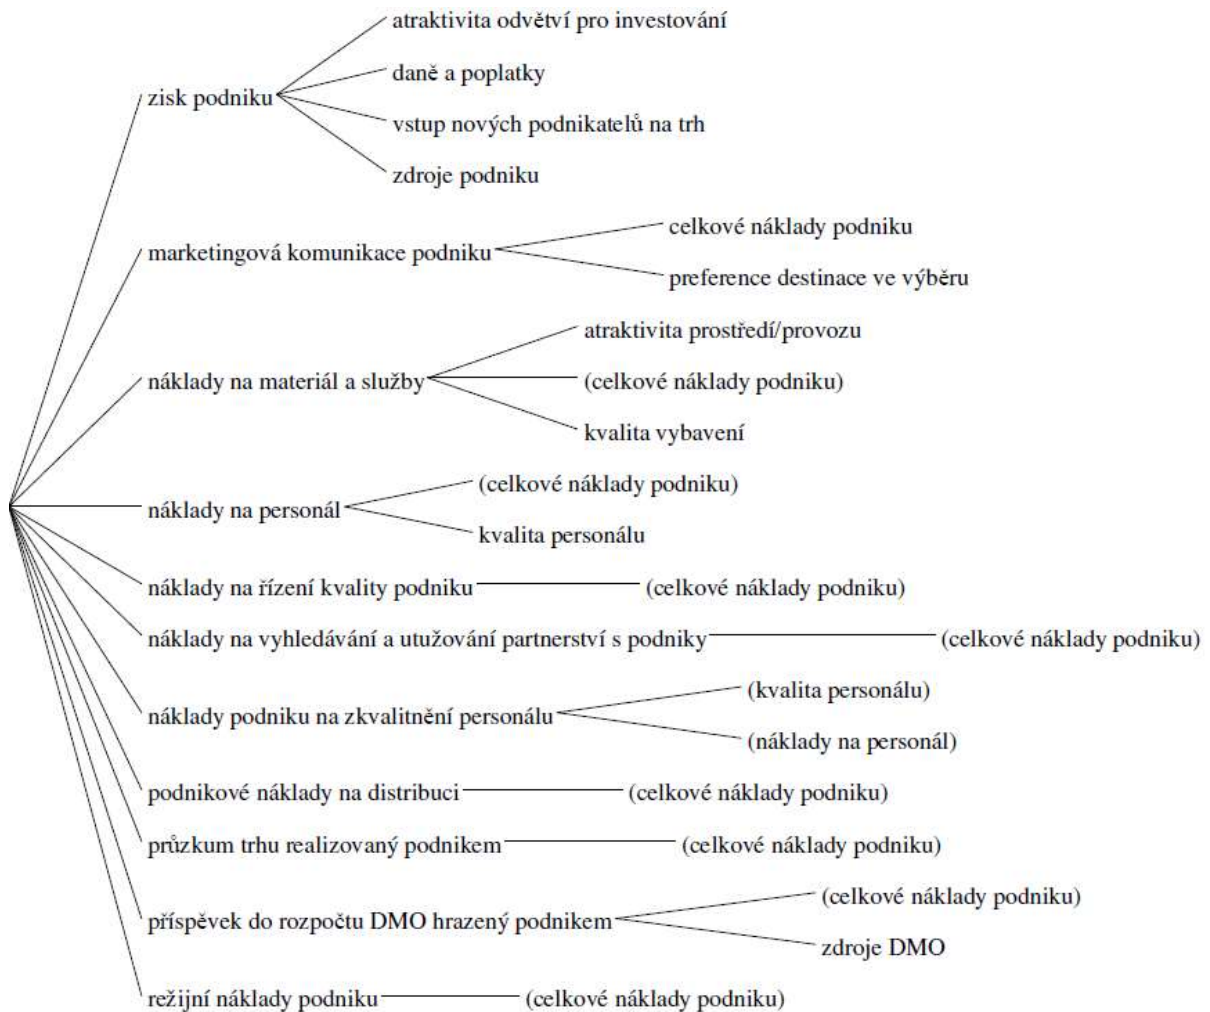 atraktivita odvětví pro investování
daně a poplatky
zisk podniku
vstup nových podnikatelů na trh
zdroje podniku
celkové náklady podniku
marketingová komunikace podniku
preference destinace ve výběru
atraktivita prostředí/provozu
náklady na materiál a služby
(celkové náklady podniku)
kvalita vybavení
(celkové náklady podniku)
náklady na personál
kvalita personálu
náklady na řízení kvality podniku
(celkové náklady podniku)
náklady na vyhledávání a utužování partnerství s podniky
(celkové náklady podniku)
(kvalita personálu)
náklady podniku na zkvalitnění personálu
(náklady na personál)
podnikové náklady na distribuci
(celkové náklady podniku)
průzkum trhu realizovaný podnikem
(celkové náklady podniku)
(celkové náklady podniku)
příspěvek do rozpočtu DMO hrazený podnikem
zdroje DMO
režijní náklady podniku
(celkové náklady podniku)